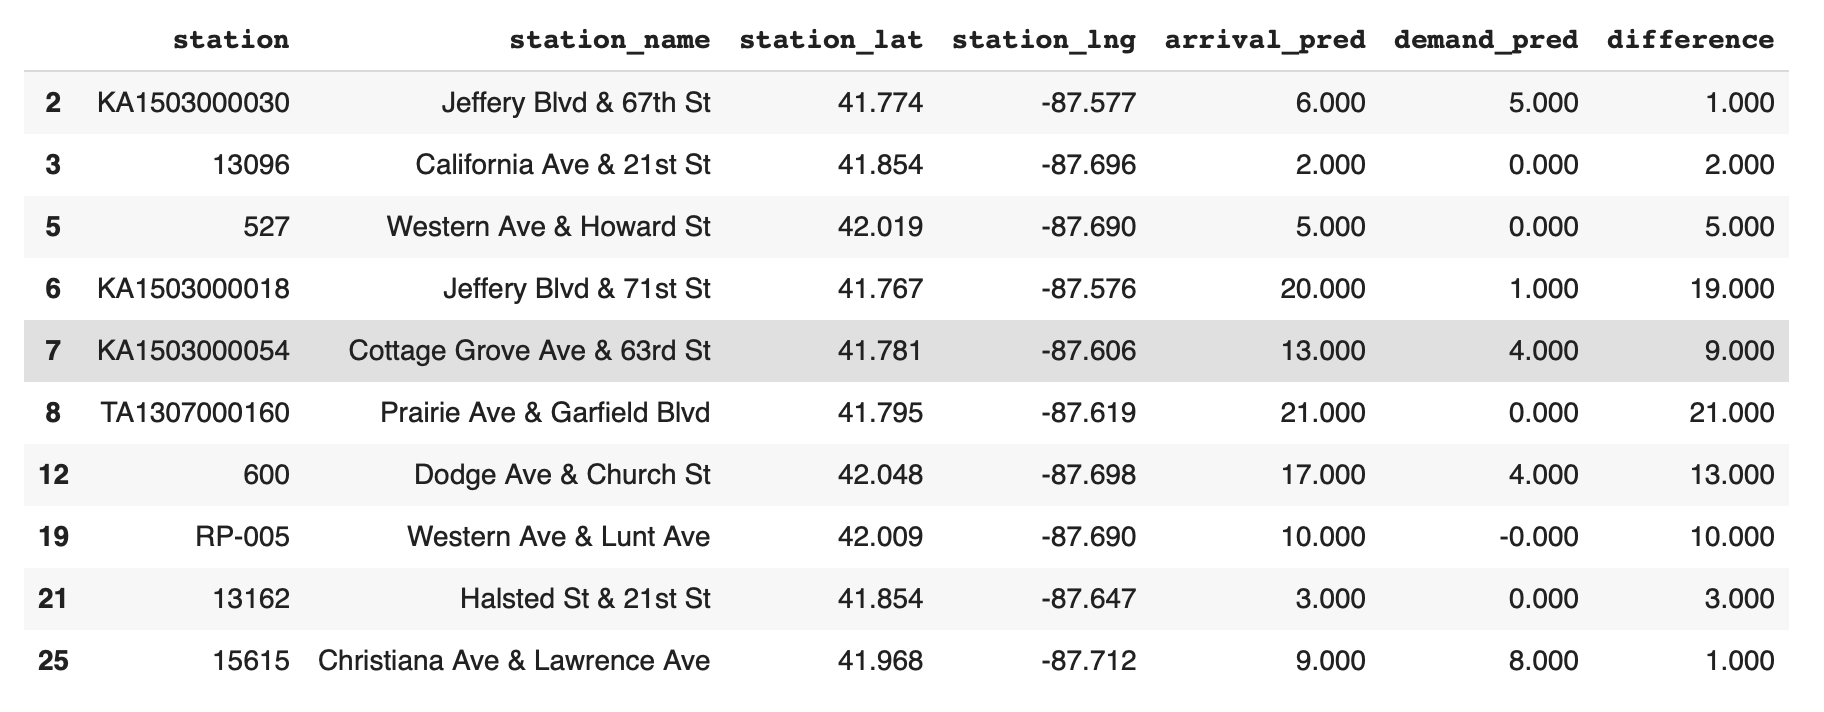 station station_name station_lat station_lng arrival_pred demand_pred difference
2 KA1503000030 Jeffery Blvd & 67th St 41.774 -87.577 6.000 5.000 1.000
3 13096 California Ave & 21st St 41.854 -87.696 2.000 0.000 2.000
5 527 Western Ave & Howard St 42.019 -87.690 5.000 0.000 5.000
6 KA1503000018 Jeffery Blvd & 71st St 41.767 -87.576 20.000 1.000 19.000
7 KA1503000054 Cottage Grove Ave & 63rd St 41.781 -87.606 13.000 4.000 9.000
8 TA1307000160 Prairie Ave & Garfield Blvd 41.795 -87.619 21.000 0.000 21.000
12 600 Dodge Ave & Church St 42.048 -87.698 17.000 4.000 13.000
19 RP-005 Western Ave & Lunt Ave 42.009 -87.690 10.000 -0.000 10.000
21 13162 Halsted St & 21st St 41.854 -87.647 3.000 0.000 3.000
25 15615 Christiana Ave & Lawrence Ave 41.968 -87.712 9.000 8.000 1.000